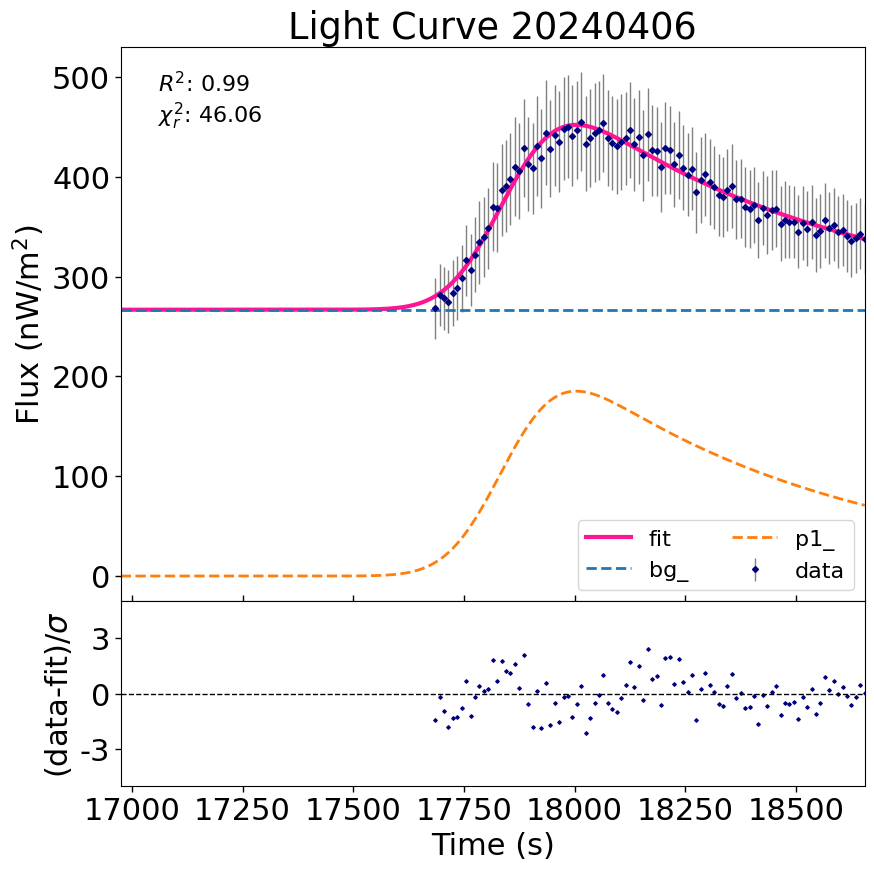 Light Curve 20240406
R²: 0.99
χ²ᵣ: 46.06
Flux (nW/m²)
500
400
300
200
100
0
fit
bg_
p1_
data
(data-fit)/σ
3
0
-3
17000 17250 17500 17750 18000 18250 18500
Time (s)